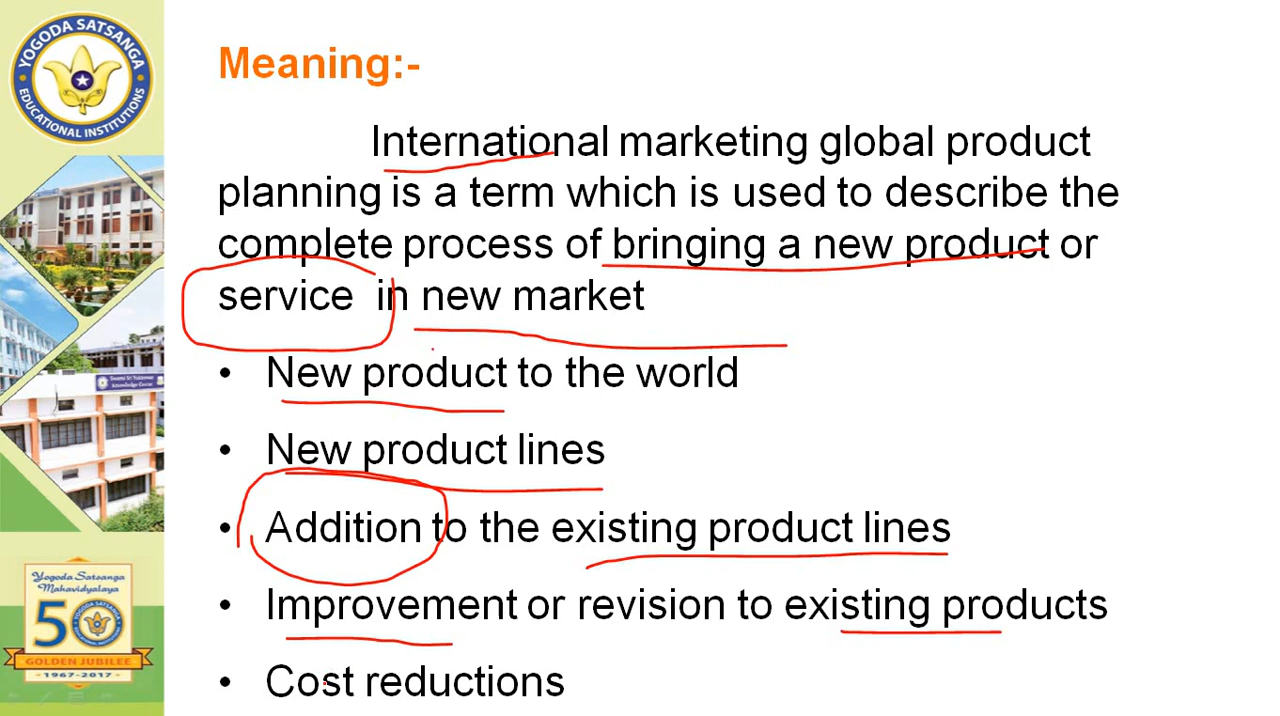 YOGODA SATSANGA
EDUCATIONAL INSTITUTIONS
Meaning:-
International marketing global product
planning is a term which is used to describe the
complete process of bringing a new product or
service in new market
• New product to the world
• New product lines
• Addition to the existing product lines
• Improvement or revision to existing products
• Cost reductions
Yogoda Satsanga
Mahavidyalaya
50
GOLDEN JUBILEE
1967-2017